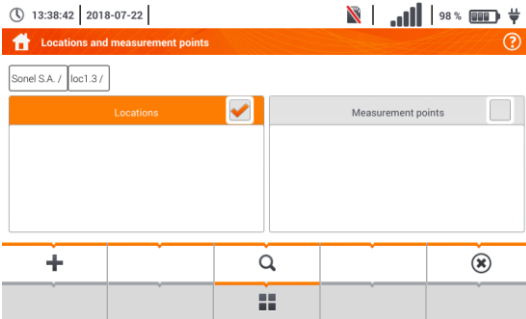 13:38:42 2018-07-22 98 %
Locations and measurement points ?
Sonel S.A. / loc1.3 /
Locations Measurement points